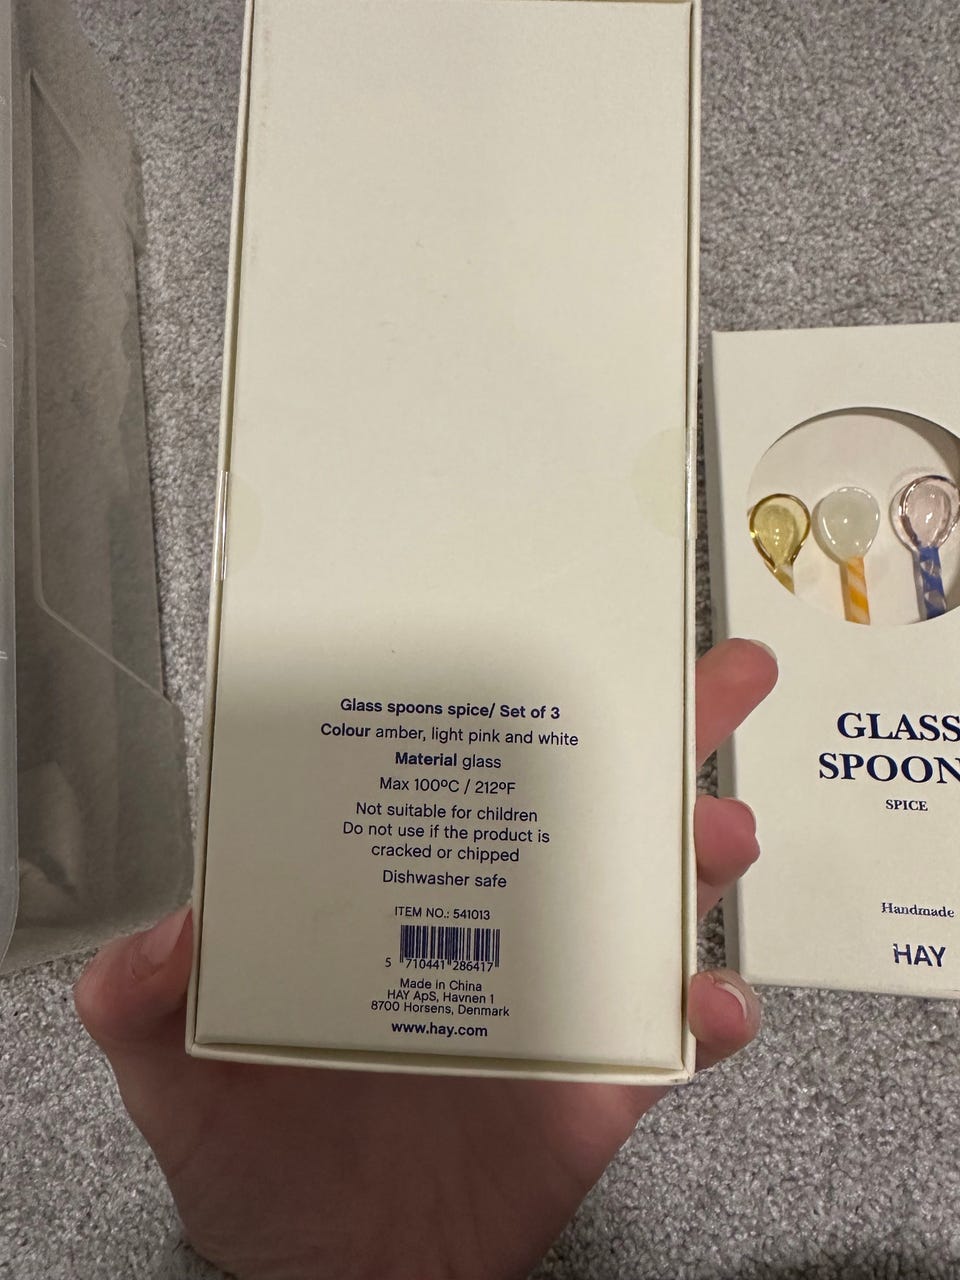 Glass spoons spice/ Set of 3
Colour amber, light pink and white
Material glass
Max 100ºC / 212ºF
Not suitable for children
Do not use if the product is
cracked or chipped
Dishwasher safe
ITEM NO.: 541013
5 710441 286417
Made in China
HAY ApS, Havnen 1
8700 Horsens, Denmark
www.hay.com
GLASS
SPOON
SPICE
Handmade
HAY